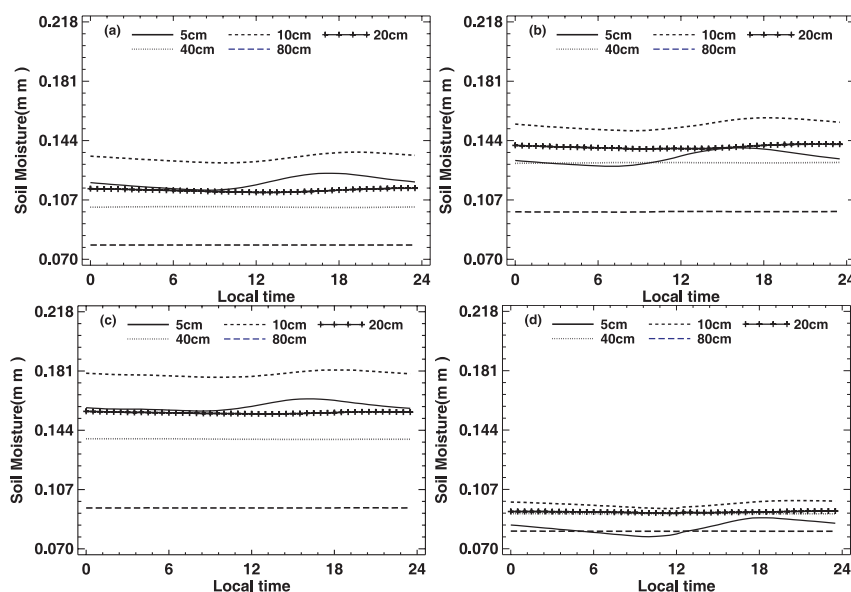 0.218
0.181
0.144
0.107
0.070
Soil Moisture(m m )
(a)
5cm 10cm 20cm
40cm 80cm
0 6 12 18 24
Local time
0.218
0.181
0.144
0.107
0.070
Soil Moisture(m m )
(b)
5cm 10cm 20cm
40cm 80cm
0 6 12 18 24
Local time
0.218
0.181
0.144
0.107
0.070
Soil Moisture(m m )
(c)
5cm 10cm 20cm
40cm 80cm
0 6 12 18 24
Local time
0.218
0.181
0.144
0.107
0.070
Soil Moisture(m m )
(d)
5cm 10cm 20cm
40cm 80cm
0 6 12 18 24
Local time